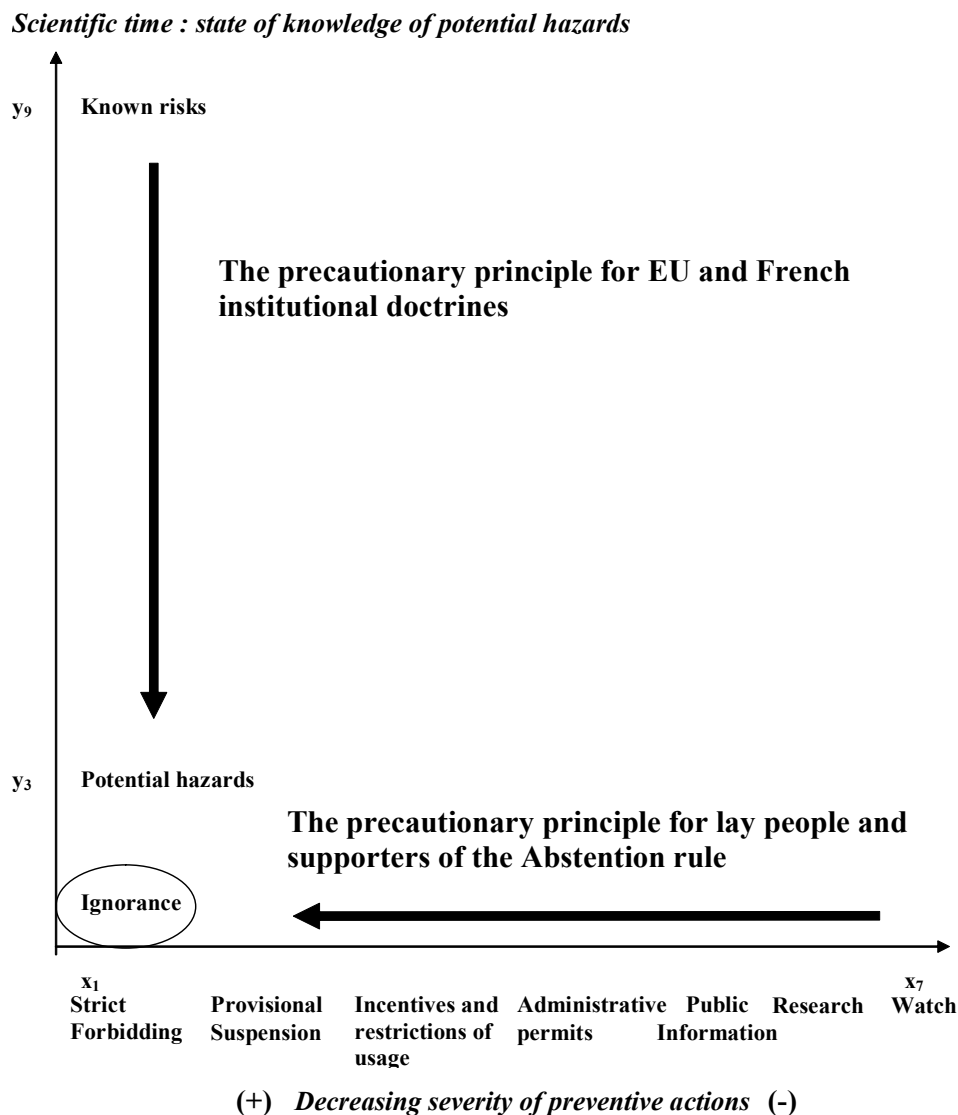 Scientific time : state of knowledge of potential hazards
y9 Known risks
The precautionary principle for EU and French
institutional doctrines
y3 Potential hazards
The precautionary principle for lay people and
supporters of the Abstention rule
Ignorance
x1
Strict
Forbidding
Provisional
Suspension
Incentives and
restrictions of
usage
Administrative
permits
Public
Information
Research
x7
Watch
(+) Decreasing severity of preventive actions (-)